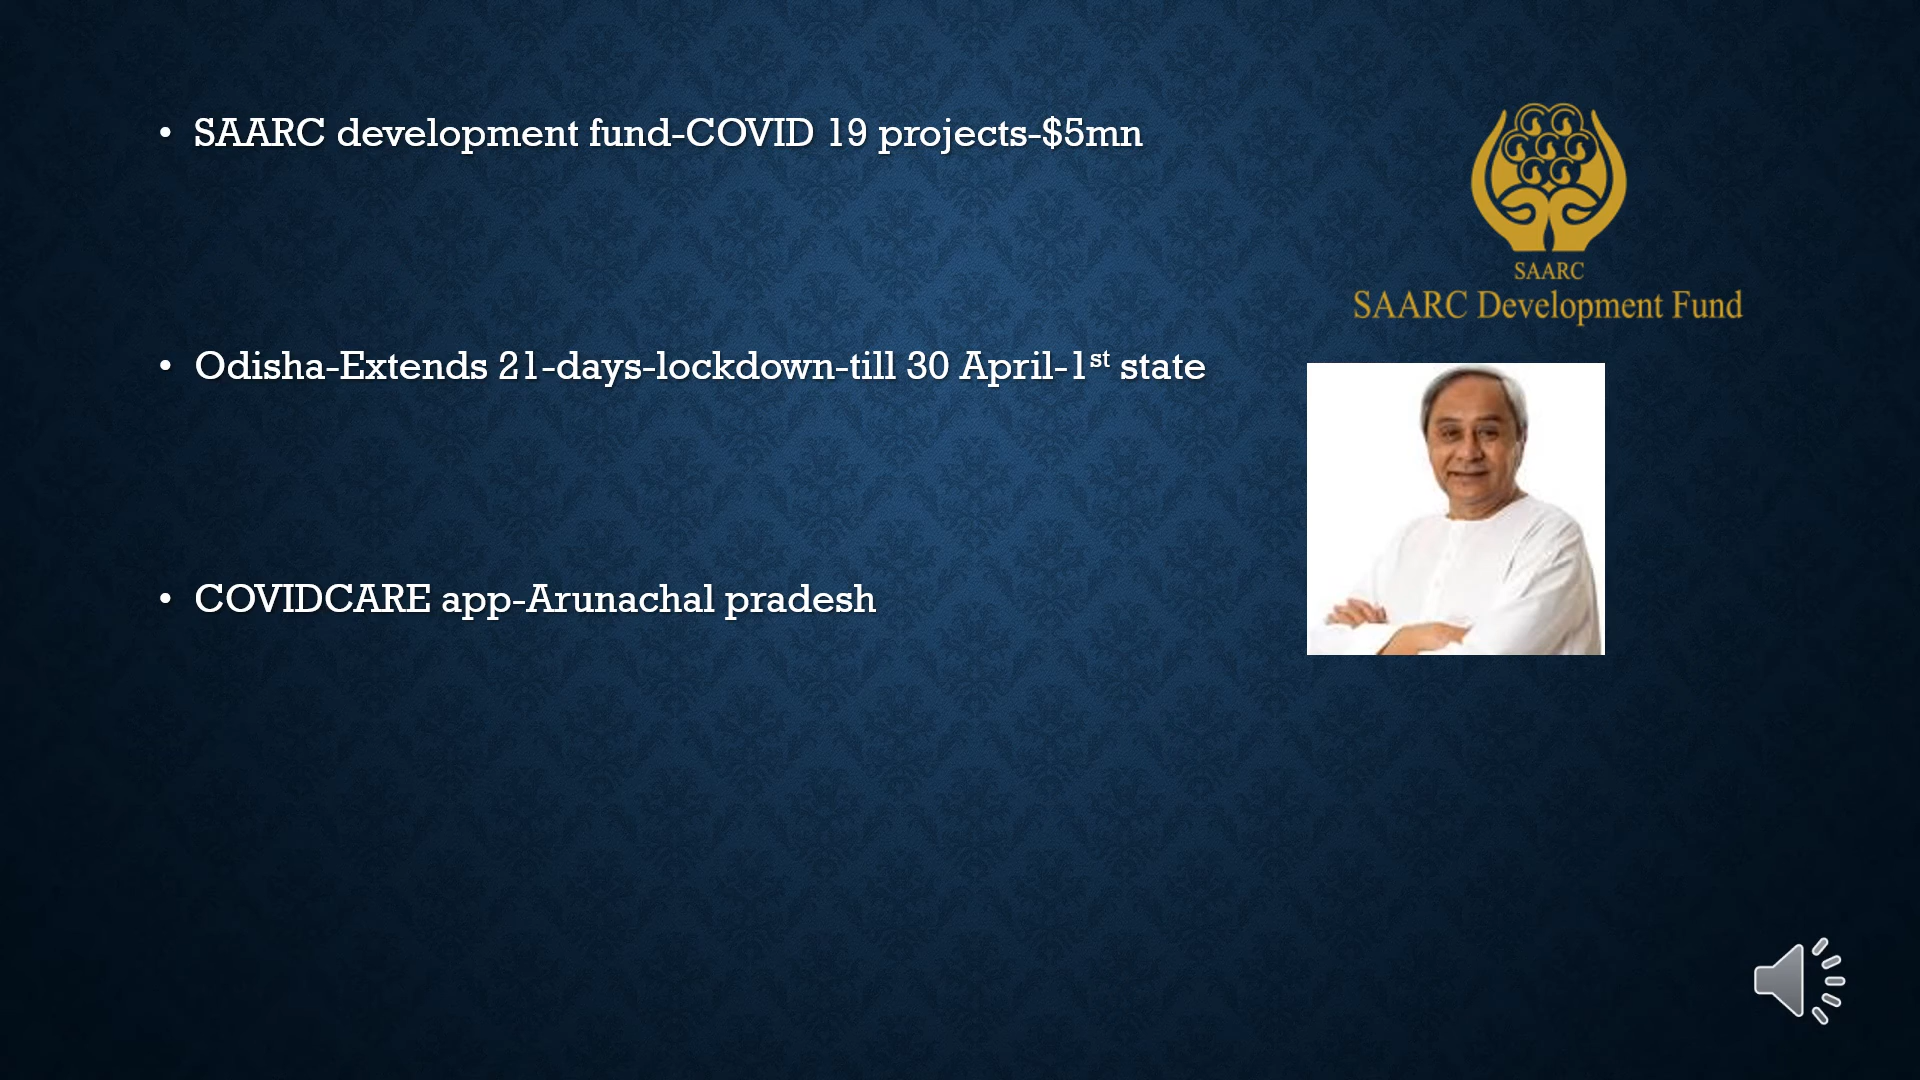 • SAARC development fund-COVID 19 projects-$5mn
SAARC
SAARC Development Fund
• Odisha-Extends 21-days-lockdown-till 30 April-1st state
• COVIDCARE app-Arunachal pradesh